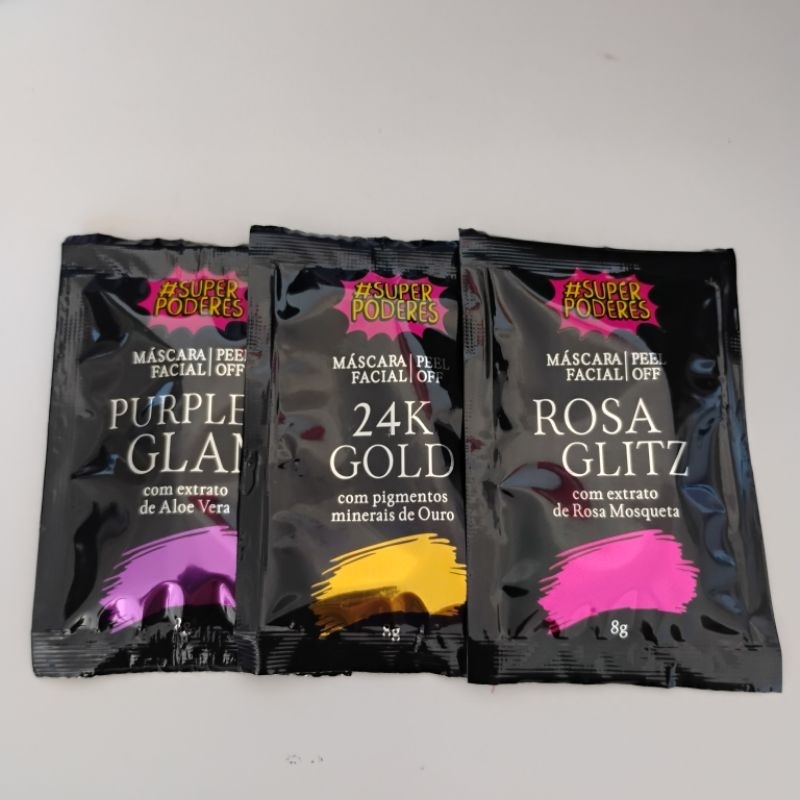 #SUPER
PODERES
MÁSCARA | PEEL
FACIAL | OFF
PURPLE
GLAM
com extrato
de Aloe Vera
#SUPER
PODERES
MÁSCARA | PEEL
FACIAL | OFF
24K
GOLD
com pigmentos
minerais de Ouro
8g
#SUPER
PODERES
MÁSCARA | PEEL
FACIAL | OFF
ROSA
GLITZ
com extrato
de Rosa Mosqueta
8g